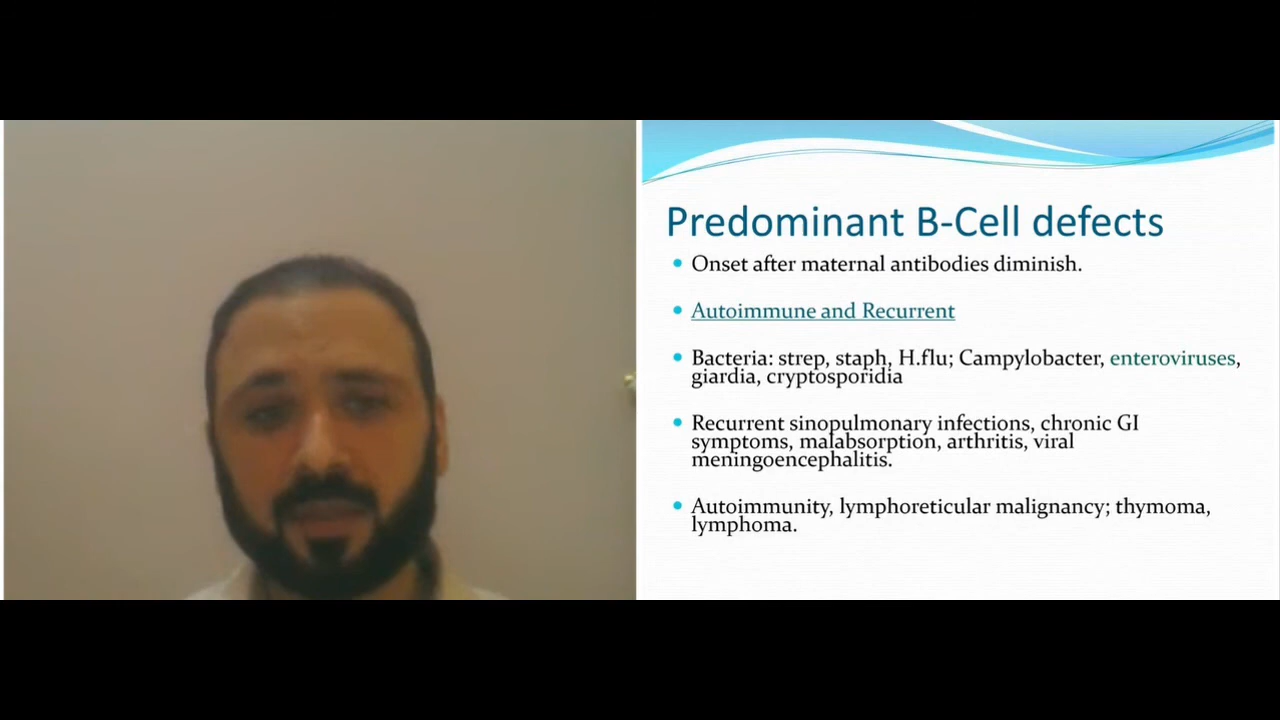 Predominant B-Cell defects
Onset after maternal antibodies diminish.
Autoimmune and Recurrent
Bacteria: strep, staph, H.flu; Campylobacter, enteroviruses,
giardia, cryptosporidia
Recurrent sinopulmonary infections, chronic GI
symptoms, malabsorption, arthritis, viral
meningoencephalitis.
Autoimmunity, lymphoreticular malignancy; thymoma,
lymphoma.